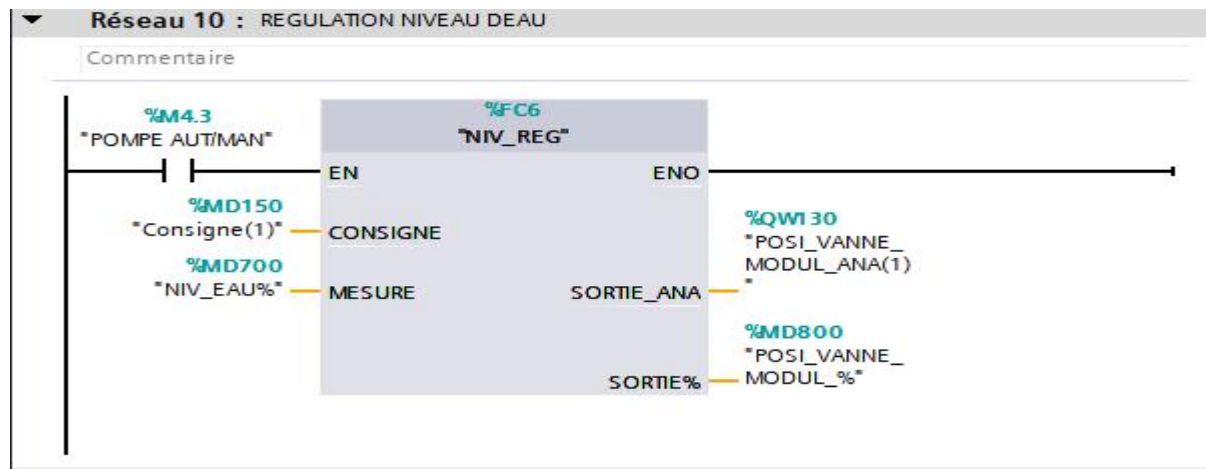 Réseau 10 : REGULATION NIVEAU DEAU
Commentaire
%M4.3
"POMPE AUT/MAN"
%FC6
"NIV_REG"
EN
ENO
%MD150
"Consigne(1)"
CONSIGNE
%MD700
"NIV_EAU%"
MESURE
SORTIE_ANA
%QW130
"POSI_VANNE_
MODUL_ANA(1)
"
SORTIE%
%MD800
"POSI_VANNE_
MODUL_%"